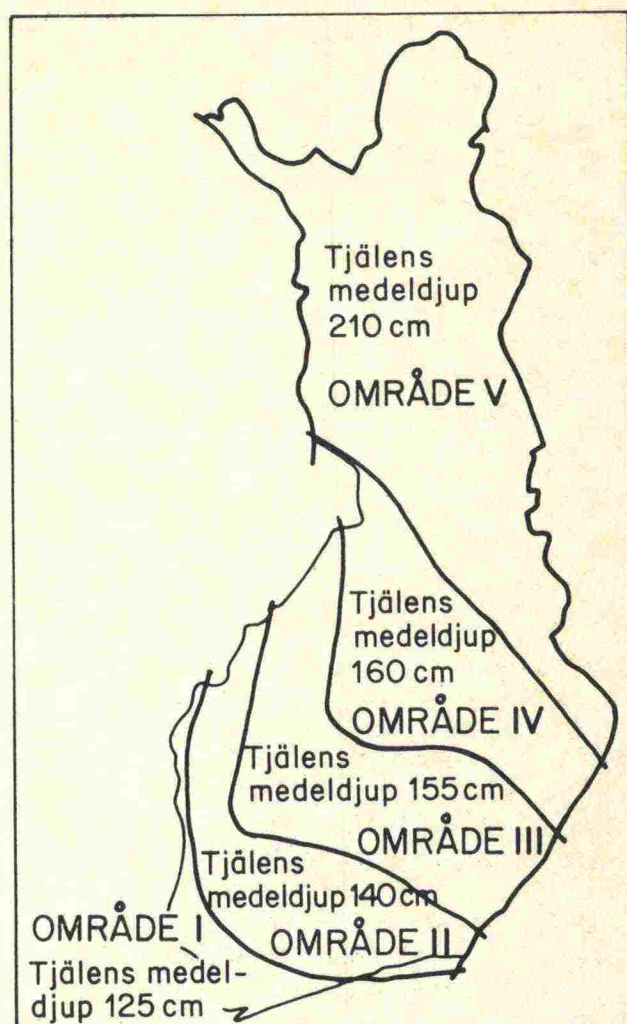 Tjälens
medeldjup
210 cm
OMRÅDE V
Tjälens
medeldjup
160 cm
OMRÅDE IV
Tjälens
medeldjup 155 cm
OMRÅDE III
Tjälens
medeldjup 140 cm
OMRÅDE II
OMRÅDE I
Tjälens medel-
djup 125 cm